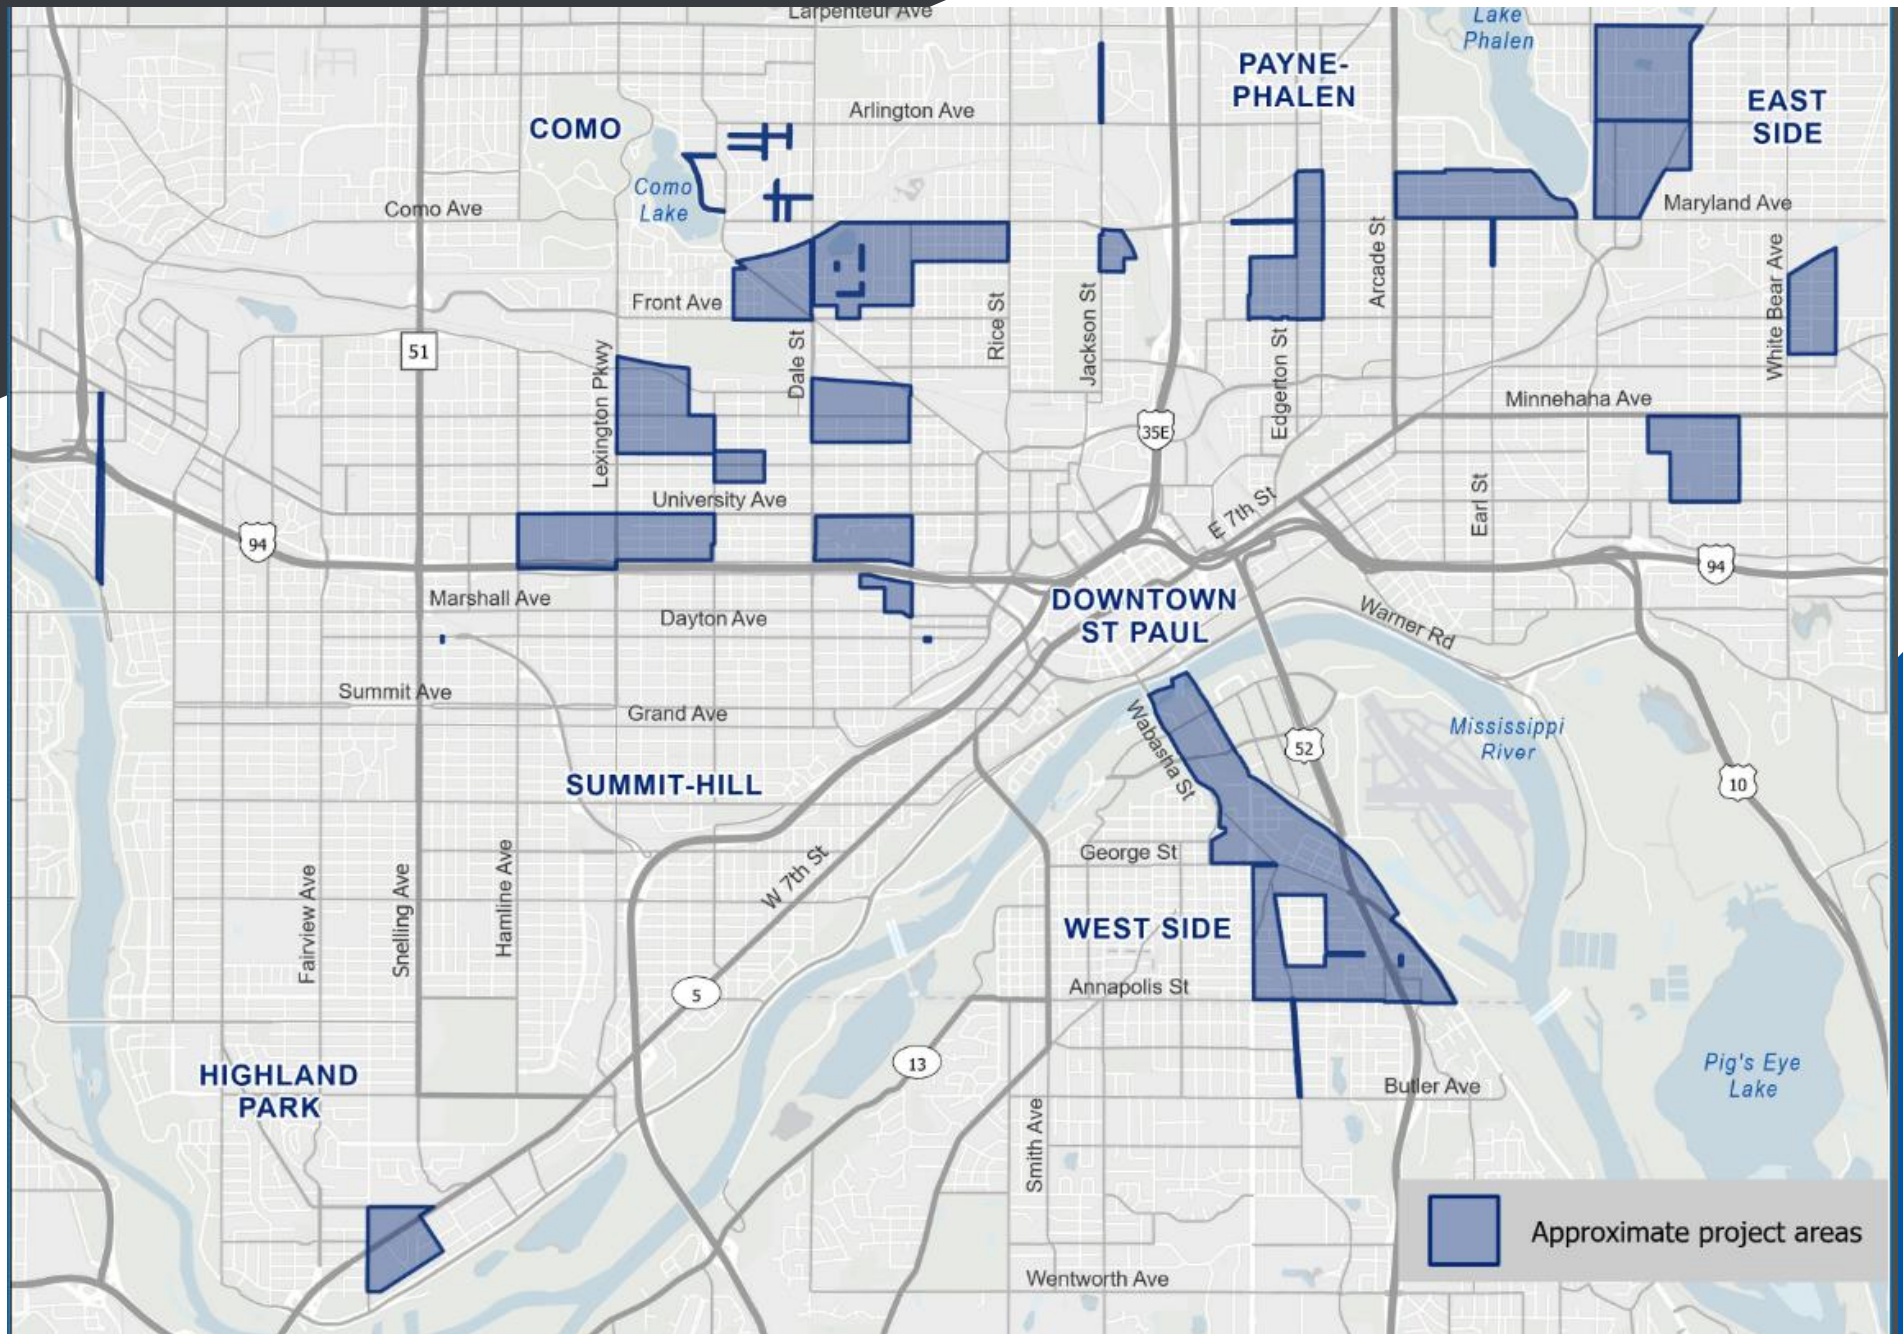 Larpenteur Ave
Lake
Phalen
PAYNE-
PHALEN
EAST
SIDE
Arlington Ave
COMO
Como
Lake
Como Ave
Maryland Ave
Arcade St
White Bear Ave
Front Ave
Rice St
Jackson St
Edgerton St
Dale St
Lexington Pkwy
51
35E
Minnehaha Ave
University Ave
Earl St
E 7th St
94
94
Marshall Ave
Dayton Ave
DOWNTOWN
ST PAUL
Warner Rd
Summit Ave
Grand Ave
Wabasha St
52
Mississippi
River
10
SUMMIT-HILL
George St
W 7th St
Fairview Ave
Snelling Ave
Hamline Ave
WEST SIDE
Annapolis St
5
13
HIGHLAND
PARK
Butler Ave
Pig's Eye
Lake
Smith Ave
Approximate project areas
Wentworth Ave